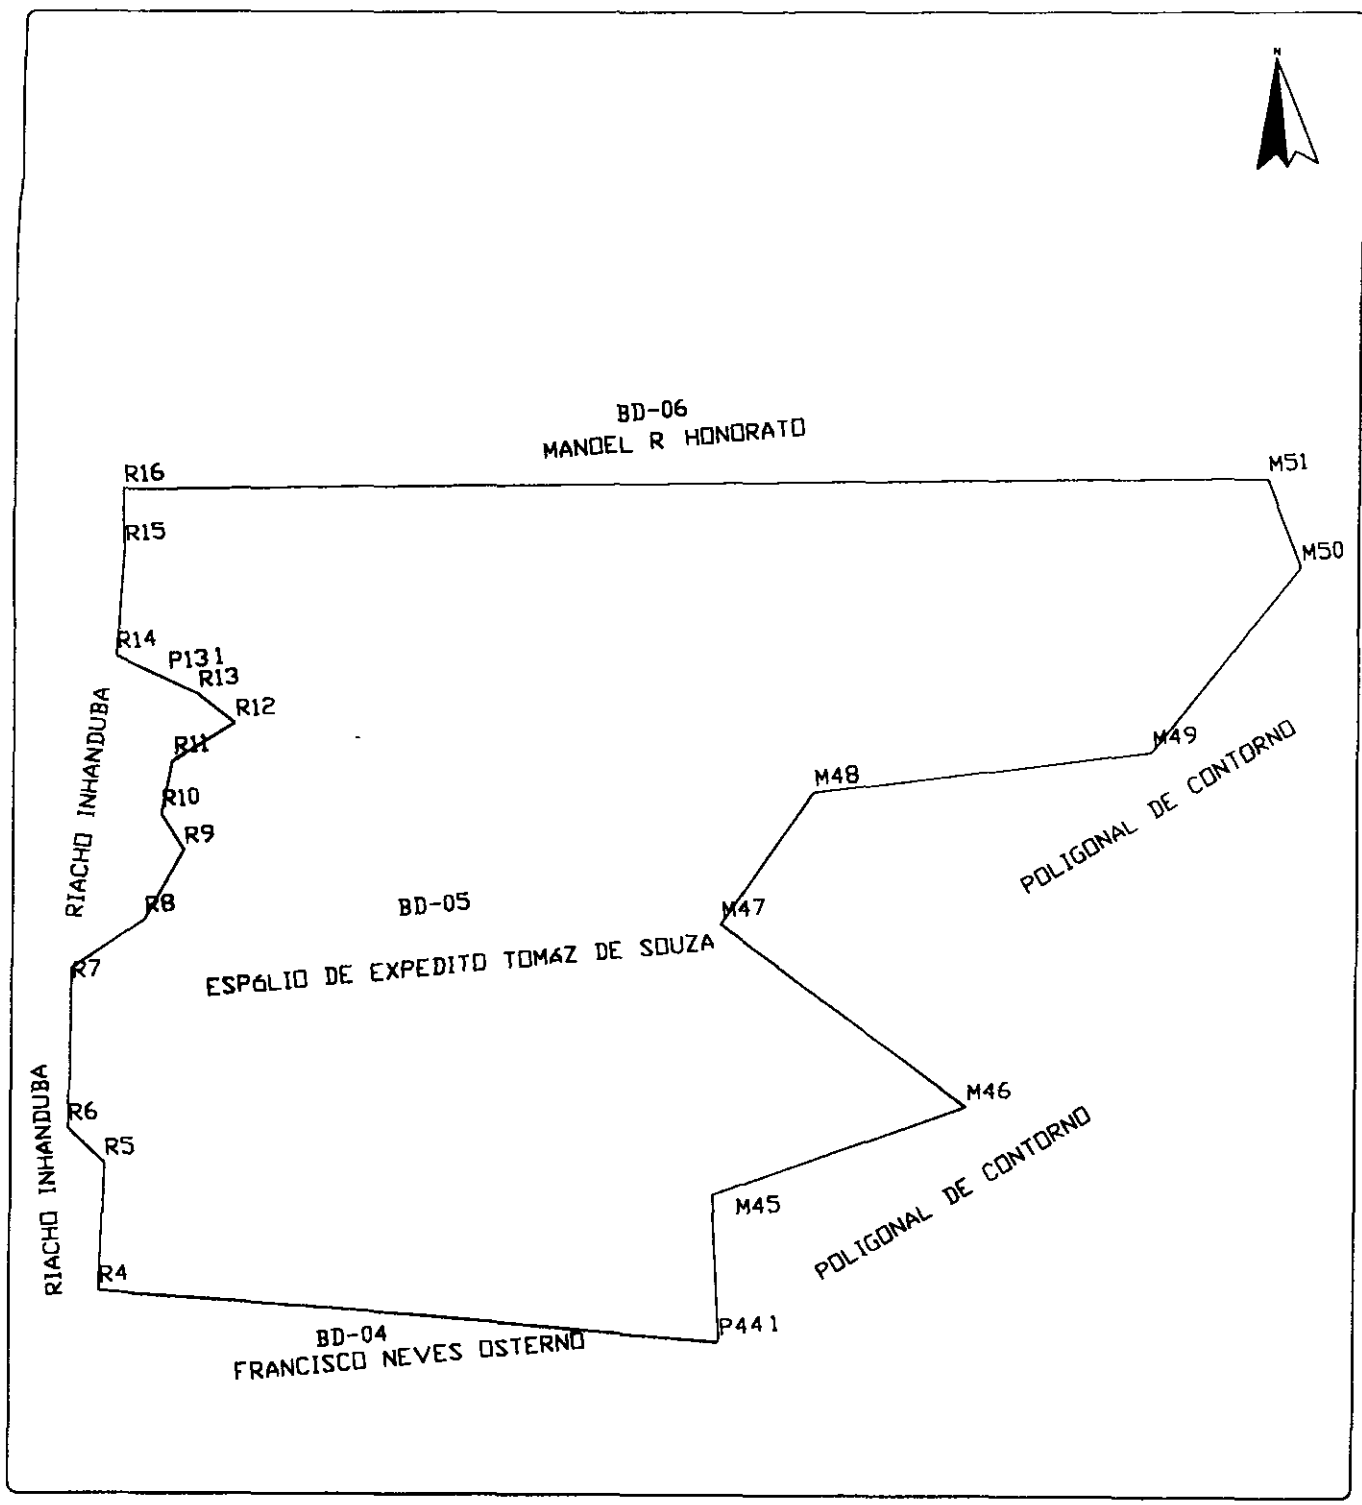 N
BD-06
MANOEL R HONORATO
R16
M51
R15
M50
R14
P131
R13
R12
M49
R11
M48
R10
R9
RIACHO INHANDUBA
POLIGONAL DE CONTORNO
R8
BD-05
M47
ESPóLIO DE EXPEDITO TOMáZ DE SOUZA
R7
R6
M46
R5
RIACHO INHANDUBA
M45
POLIGONAL DE CONTORNO
R4
P441
BD-04
FRANCISCO NEVES OSTERNO